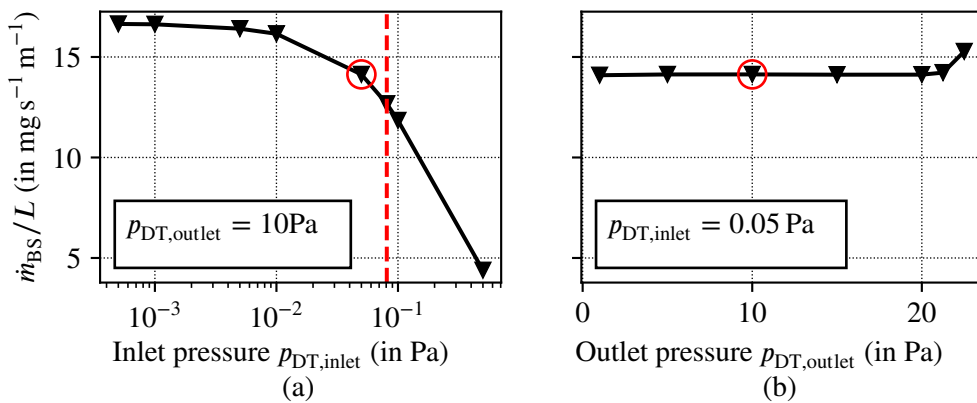 ṁ_BS/L (in mg s⁻¹ m⁻¹)
15
10
5
p_DT,outlet = 10Pa
10⁻³ 10⁻² 10⁻¹
Inlet pressure p_DT,inlet (in Pa)
(a)
p_DT,inlet = 0.05 Pa
0 10 20
Outlet pressure p_DT,outlet (in Pa)
(b)